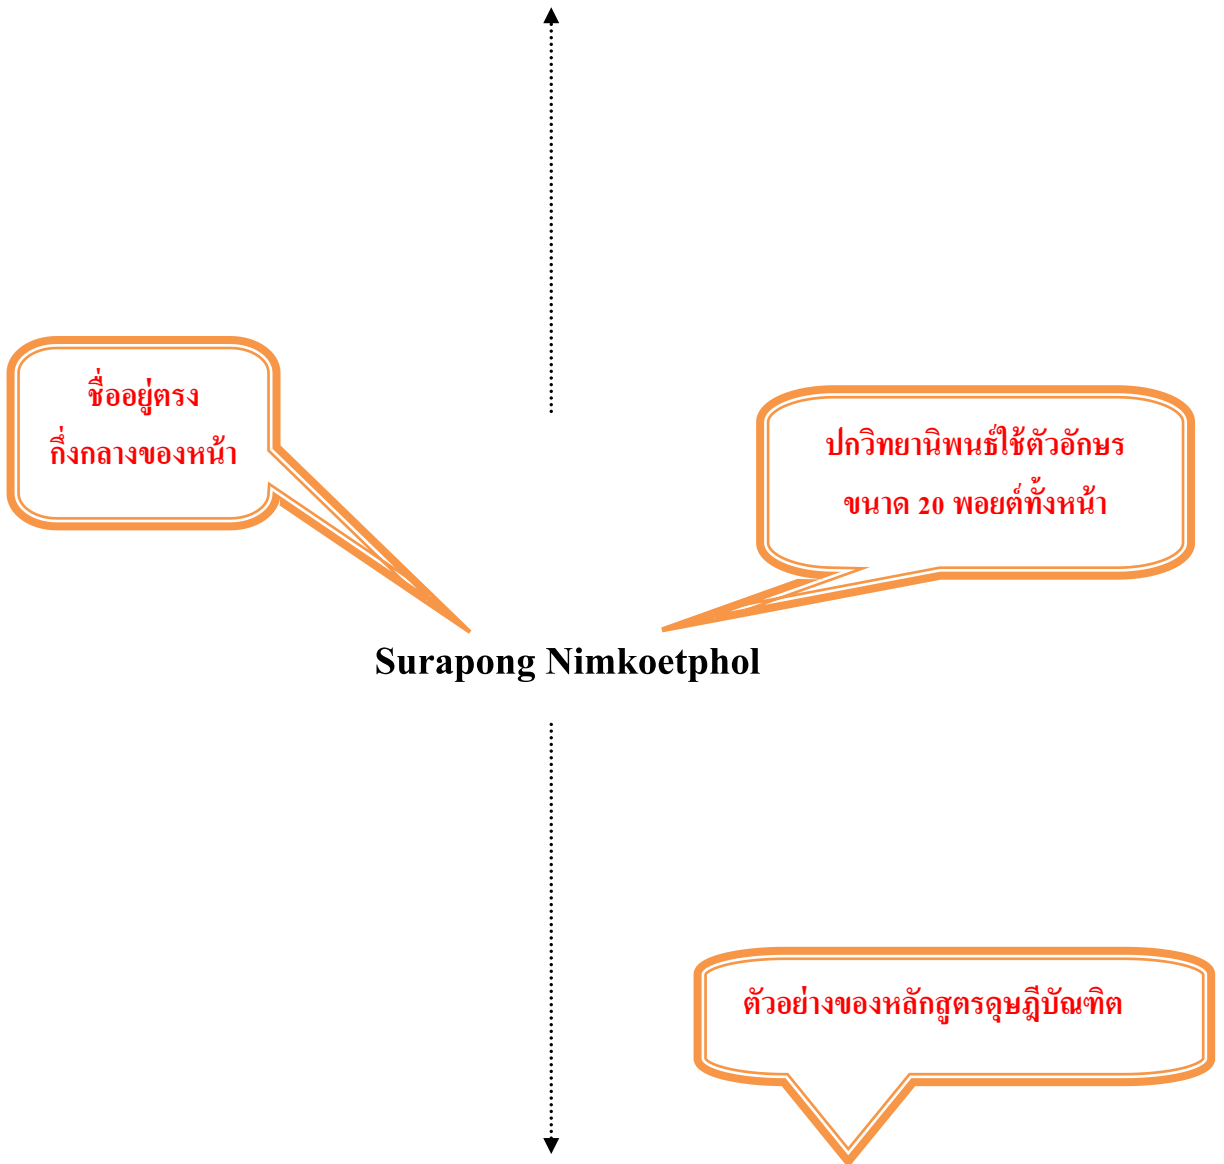 ชื่ออยู่ตรง
กึ่งกลางของหน้า
ปกวิทยานิพนธ์ใช้ตัวอักษร
ขนาด 20 พอยต์ทั้งหน้า
Surapong Nimkoetphol
ตัวอย่างของหลักสูตรดุษฎีบัณฑิต